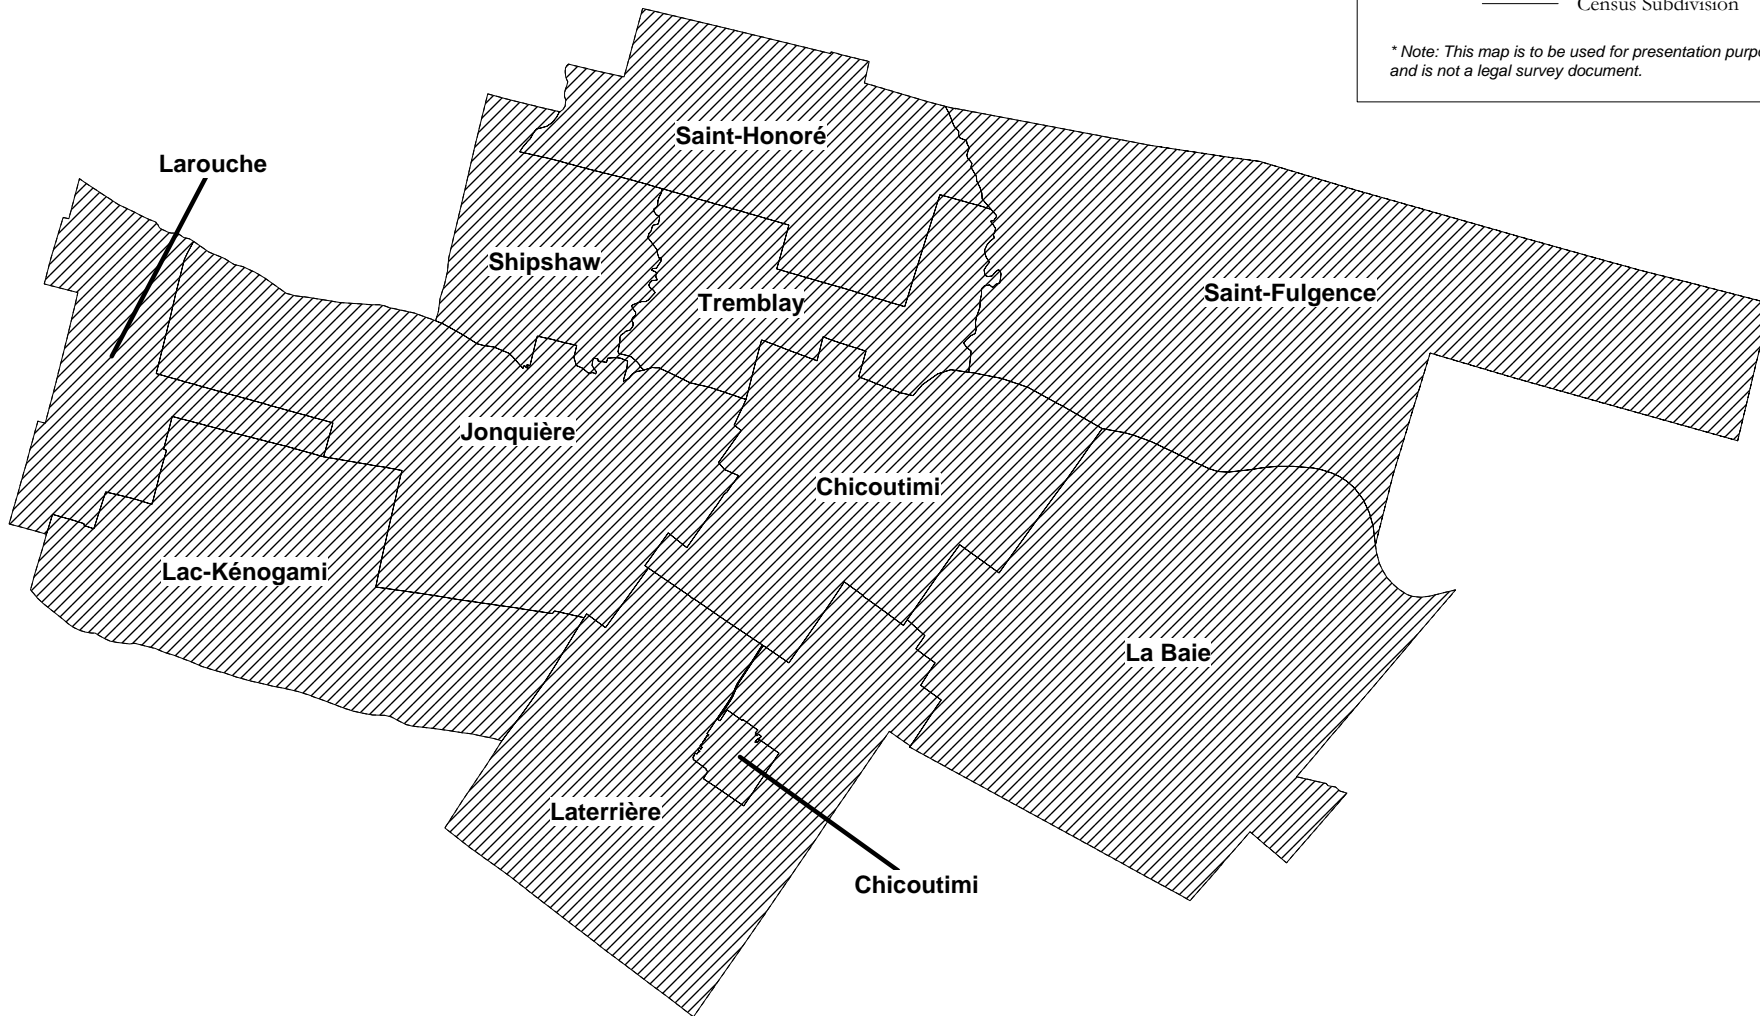 Census Subdivision
* Note: This map is to be used for presentation
and is not a legal survey document.
Saint-Honoré
Larouche
Shipshaw
Tremblay
Saint-Fulgence
Jonquière
Chicoutimi
Lac-Kénogami
La Baie
Laterrière
Chicoutimi